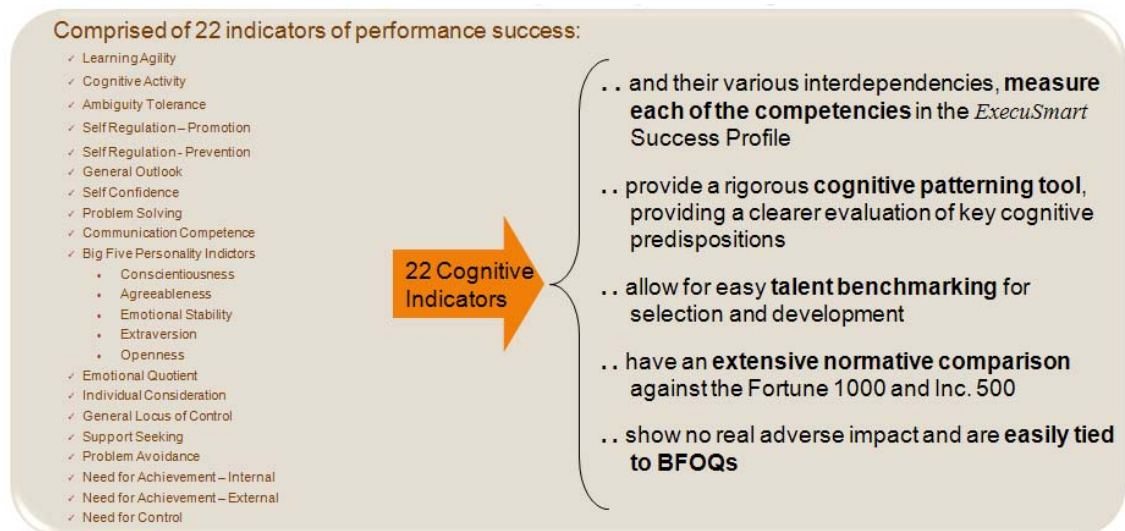 Comprised of 22 indicators of performance success:
✓ Learning Agility
✓ Cognitive Activity
✓ Ambiguity Tolerance
✓ Self Regulation – Promotion
✓ Self Regulation - Prevention
✓ General Outlook
✓ Self Confidence
✓ Problem Solving
✓ Communication Competence
✓ Big Five Personality Indictors
• Conscientiousness
• Agreeableness
• Emotional Stability
• Extraversion
• Openness
✓ Emotional Quotient
✓ Individual Consideration
✓ General Locus of Control
✓ Support Seeking
✓ Problem Avoidance
✓ Need for Achievement – Internal
✓ Need for Achievement – External
✓ Need for Control
22 Cognitive
Indicators
. . and their various interdependencies, measure
each of the competencies in the ExecuSmart
Success Profile
. . provide a rigorous cognitive patterning tool,
providing a clearer evaluation of key cognitive
predispositions
. . allow for easy talent benchmarking for
selection and development
. . have an extensive normative comparison
against the Fortune 1000 and Inc. 500
. . show no real adverse impact and are easily tied
to BFOQs